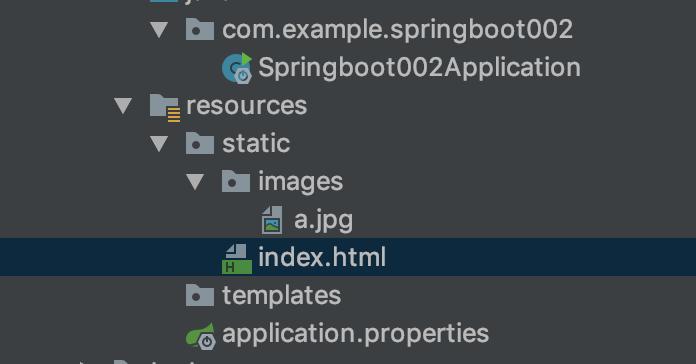 com.example.springboot002
Springboot002Application
resources
static
images
a.jpg
index.html
templates
application.properties